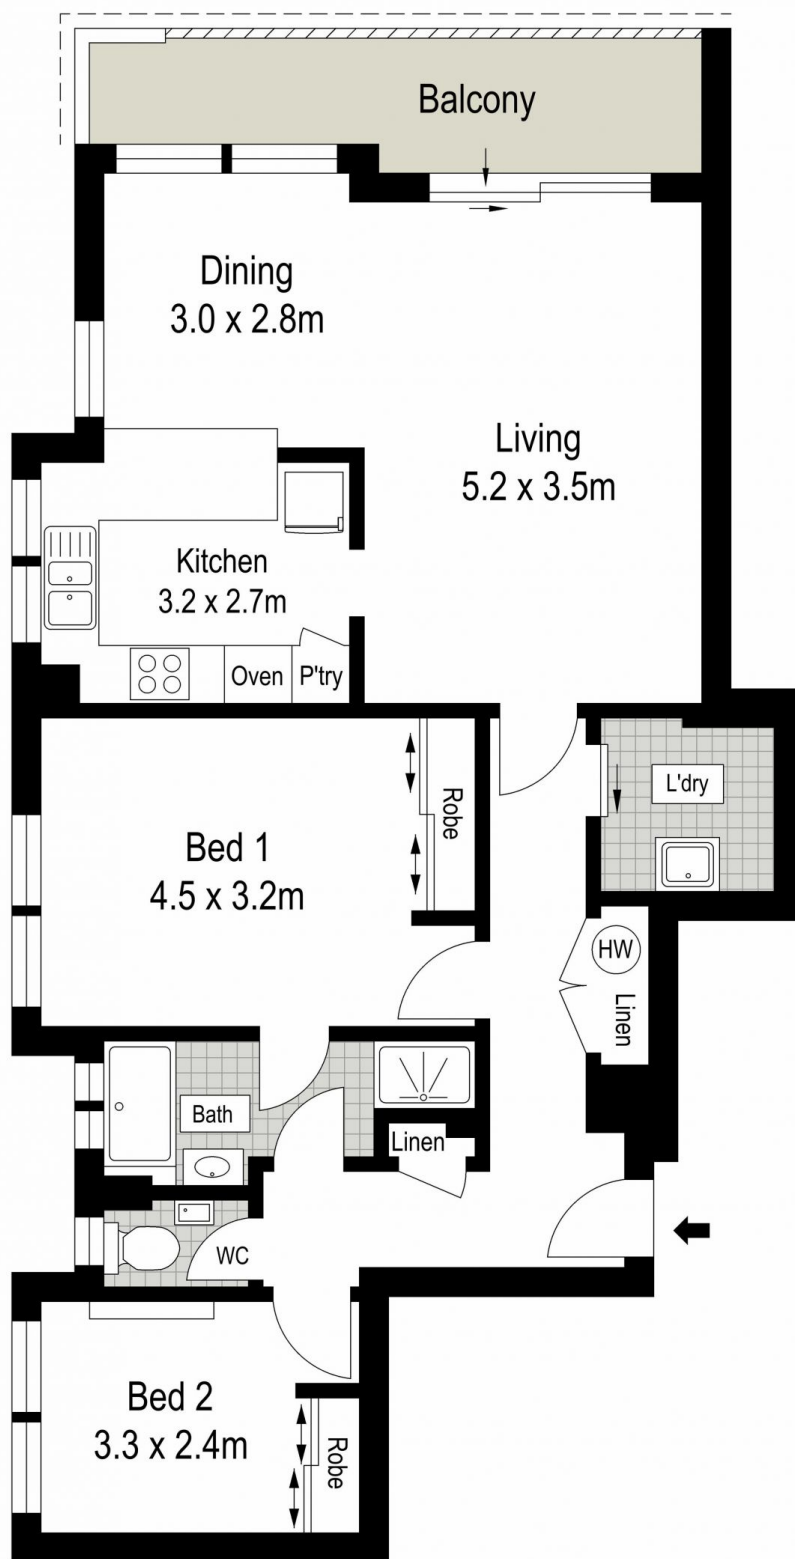 Balcony
Dining
3.0 x 2.8m
Living
5.2 x 3.5m
Kitchen
3.2 x 2.7m
Oven
P'try
L'dry
Robe
Bed 1
4.5 x 3.2m
HW
Linen
Bath
Linen
WC
Bed 2
3.3 x 2.4m
Robe